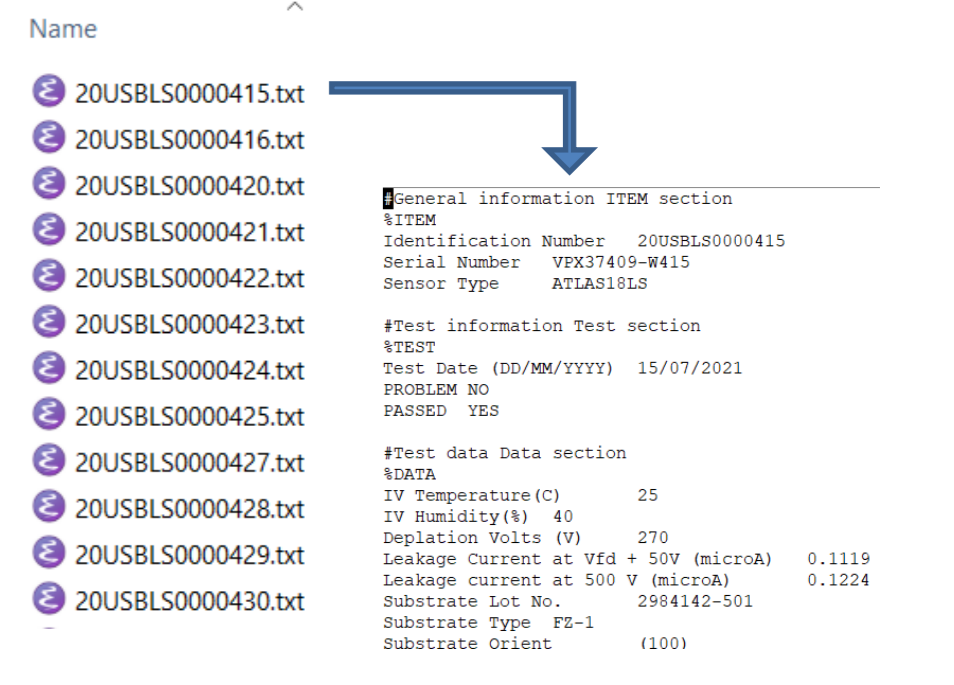 Name
20USBLS0000415.txt
20USBLS0000416.txt
20USBLS0000420.txt
20USBLS0000421.txt
20USBLS0000422.txt
20USBLS0000423.txt
20USBLS0000424.txt
20USBLS0000425.txt
20USBLS0000427.txt
20USBLS0000428.txt
20USBLS0000429.txt
20USBLS0000430.txt
#General information ITEM section
%ITEM
Identification Number 20USBLS0000415
Serial Number VPX37409-W415
Sensor Type ATLAS18LS
#Test information Test section
%TEST
Test Date (DD/MM/YYYY) 15/07/2021
PROBLEM NO
PASSED YES
#Test data Data section
%DATA
IV Temperature(C) 25
IV Humidity(%) 40
Deplation Volts (V) 270
Leakage Current at Vfd + 50V (microA) 0.1119
Leakage current at 500 V (microA) 0.1224
Substrate Lot No. 2984142-501
Substrate Type FZ-1
Substrate Orient (100)